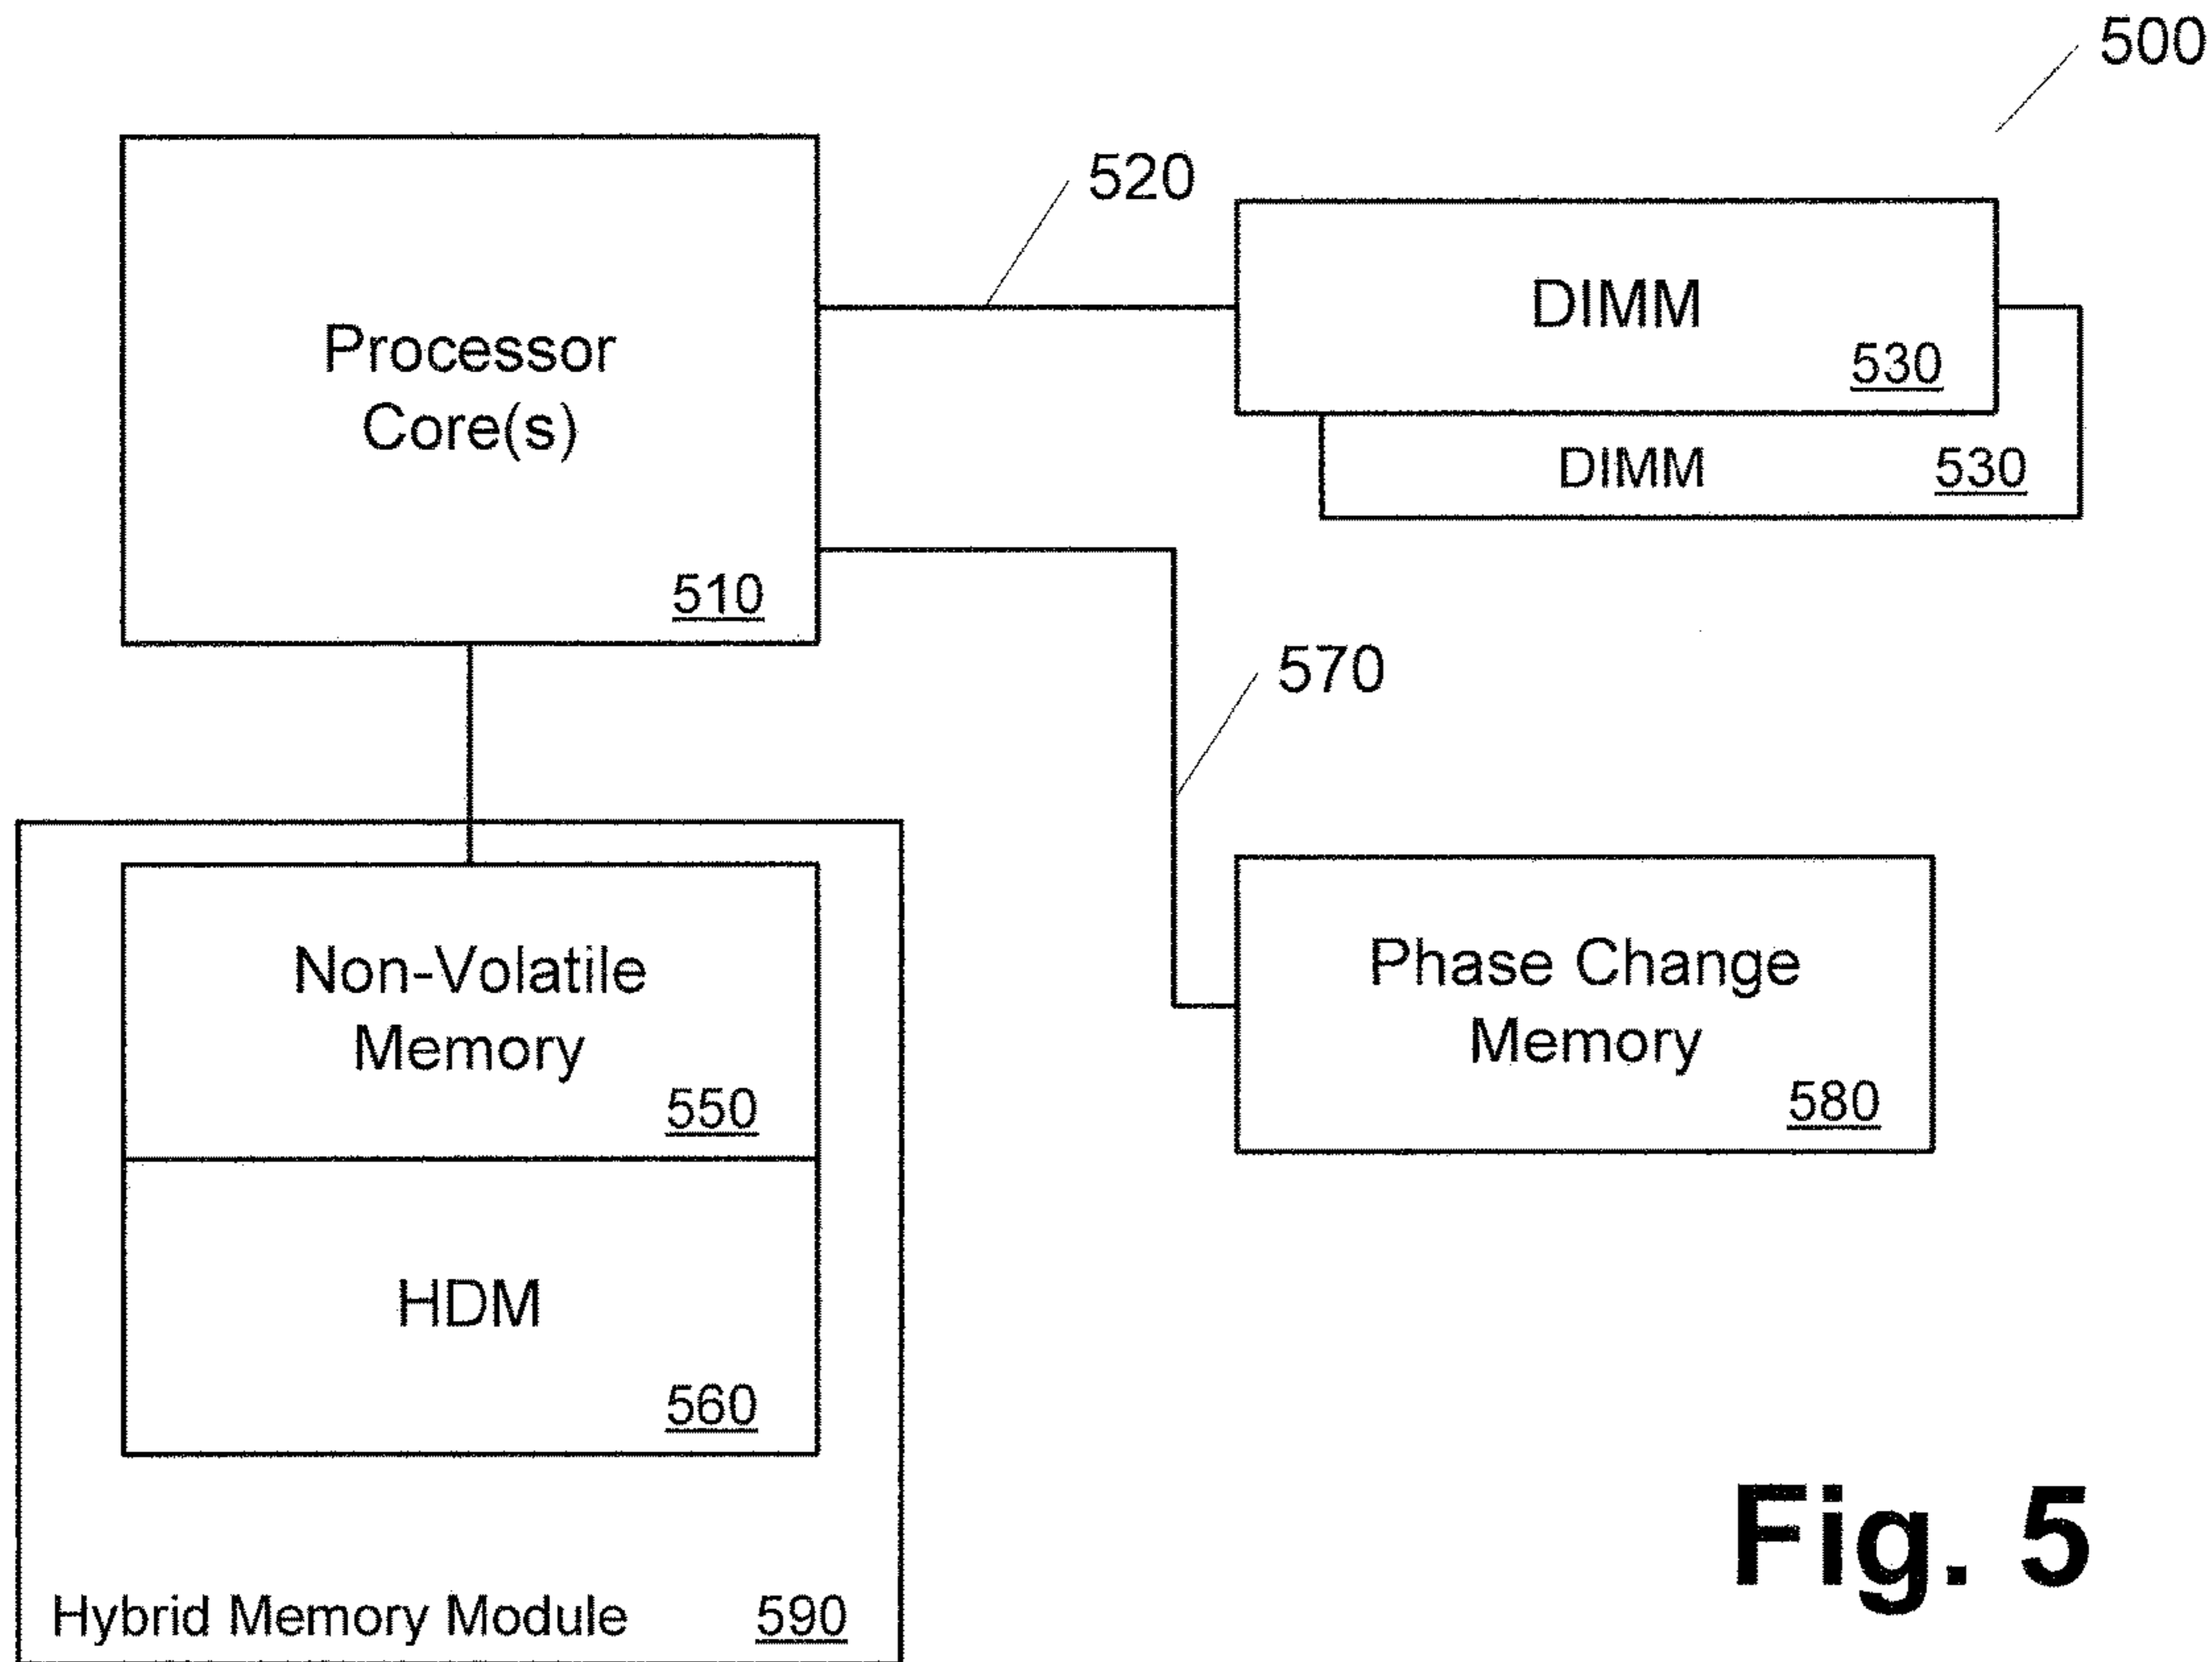 500
520
Processor
Core(s)
510
DIMM
530
DIMM
530
570
Non-Volatile
Memory
550
Phase Change
Memory
580
HDM
560
Hybrid Memory Module 590
Fig. 5